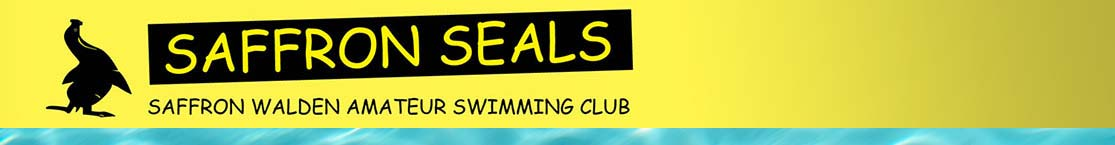 SAFFRON SEALS
SAFFRON WALDEN AMATEUR SWIMMING CLUB